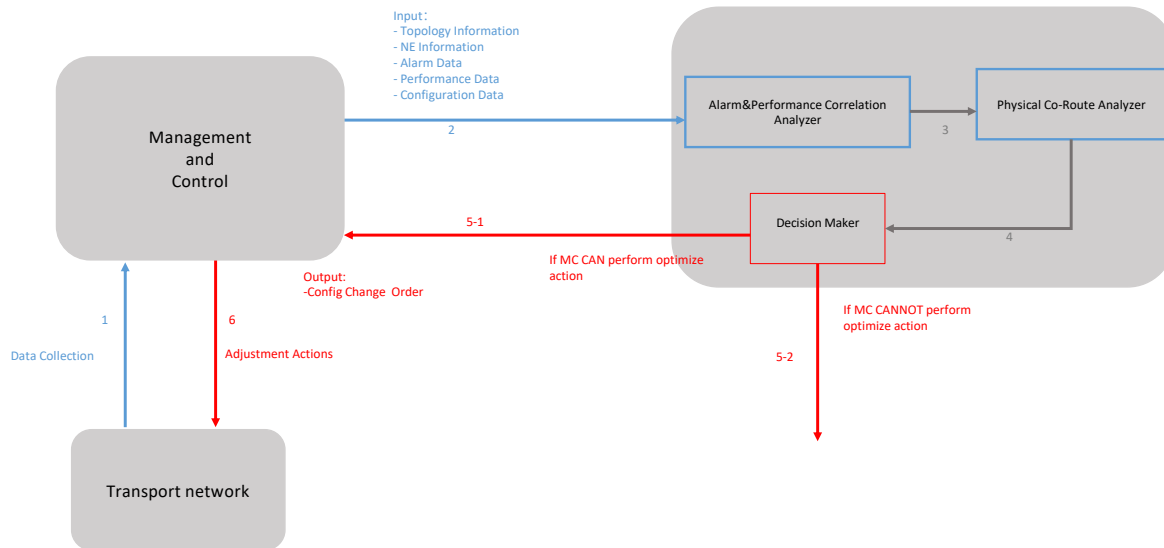 Input：
- Topology Information
- NE Information
- Alarm Data
- Performance Data
- Configuration Data
Management
and
Control
2
Alarm&Performance Correlation
Analyzer
3
Physical Co-Route Analyzer
4
Decision Maker
5-1
If MC CAN perform optimize
action
Output:
-Config Change  Order
If MC CANNOT perform
optimize action
5-2
1
Data Collection
6
Adjustment Actions
Transport network